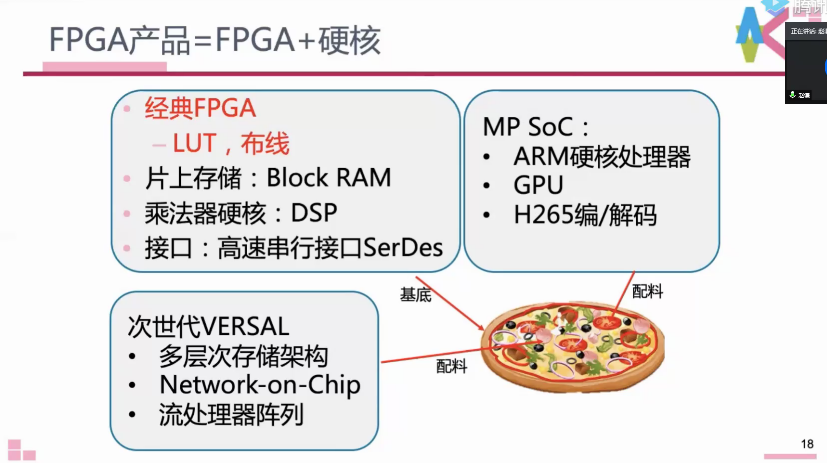 FPGA产品=FPGA+硬核
经典FPGA
LUT，布线
片上存储：Block RAM
乘法器硬核：DSP
接口：高速串行接口SerDes
MP SoC：
ARM硬核处理器
GPU
H265编/解码
基底
配料
次世代VERSAL
多层次存储架构
Network-on-Chip
流处理器阵列
配料
18